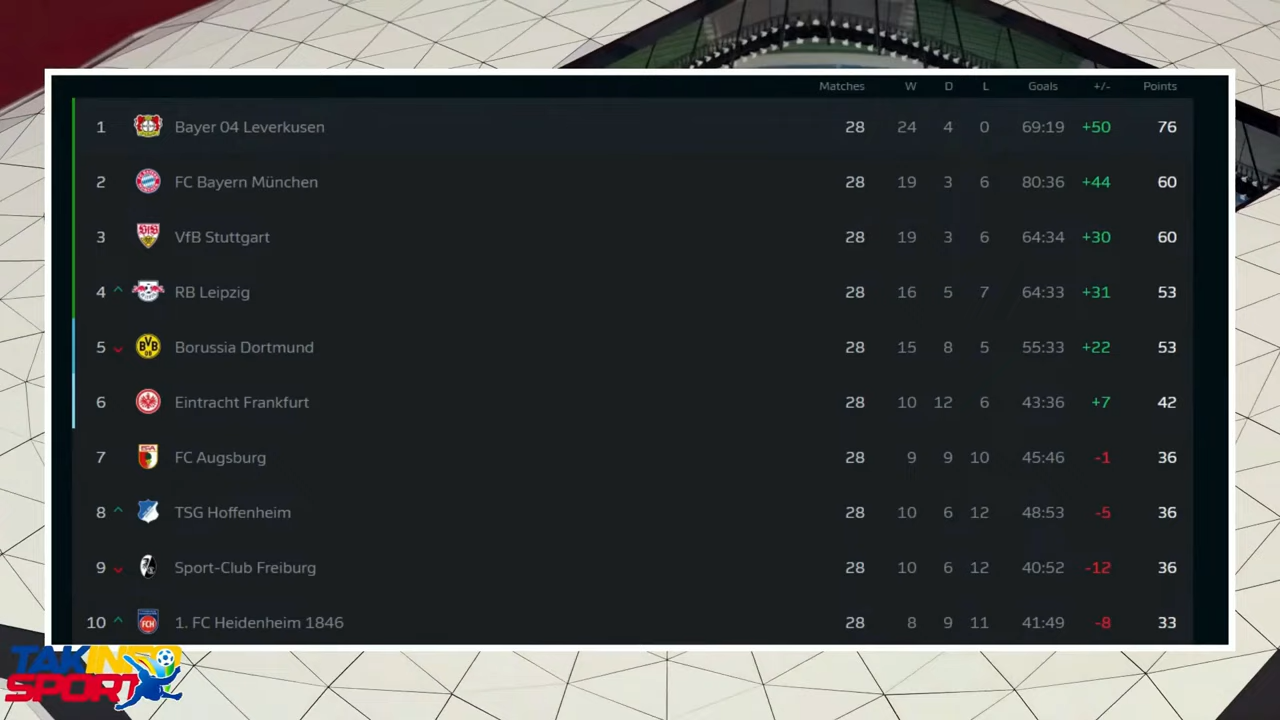 Matches W D L Goals +/- Points
1 Bayer 04 Leverkusen 28 24 4 0 69:19 +50 76
2 FC Bayern München 28 19 3 6 80:36 +44 60
3 VfB Stuttgart 28 19 3 6 64:34 +30 60
4 RB Leipzig 28 16 5 7 64:33 +31 53
5 Borussia Dortmund 28 15 8 5 55:33 +22 53
6 Eintracht Frankfurt 28 10 12 6 43:36 +7 42
7 FC Augsburg 28 9 9 10 45:46 -1 36
8 TSG Hoffenheim 28 10 6 12 48:53 -5 36
9 Sport-Club Freiburg 28 10 6 12 40:52 -12 36
10 1. FC Heidenheim 1846 28 8 9 11 41:49 -8 33
TAKINFO
SPORT